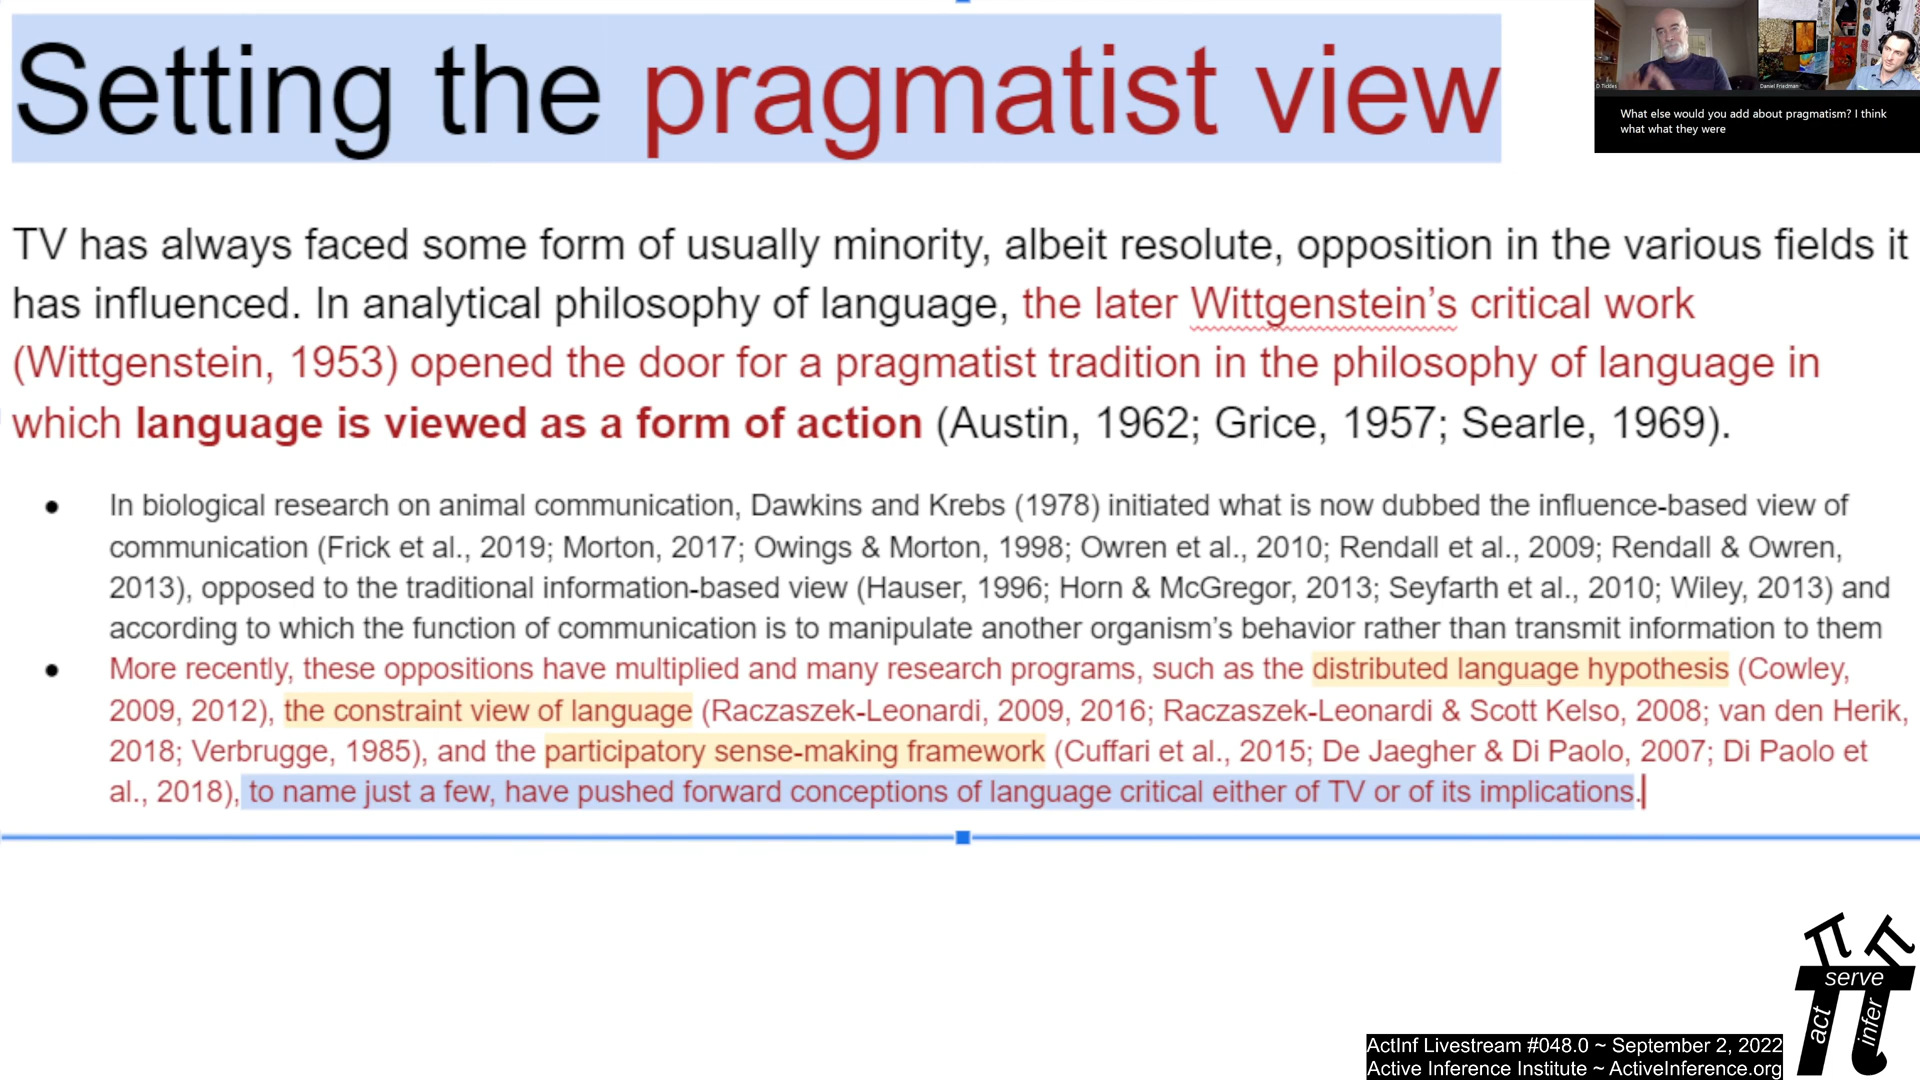 Setting the pragmatist view
D Tickles
Daniel Friedman
What else would you add about pragmatism? I think
what what they were
TV has always faced some form of usually minority, albeit resolute, opposition in the various fields it
has influenced. In analytical philosophy of language, the later Wittgenstein’s critical work
(Wittgenstein, 1953) opened the door for a pragmatist tradition in the philosophy of language in
which language is viewed as a form of action (Austin, 1962; Grice, 1957; Searle, 1969).
● In biological research on animal communication, Dawkins and Krebs (1978) initiated what is now dubbed the influence-based view of
communication (Frick et al., 2019; Morton, 2017; Owings & Morton, 1998; Owren et al., 2010; Rendall et al., 2009; Rendall & Owren,
2013), opposed to the traditional information-based view (Hauser, 1996; Horn & McGregor, 2013; Seyfarth et al., 2010; Wiley, 2013) and
according to which the function of communication is to manipulate another organism’s behavior rather than transmit information to them
● More recently, these oppositions have multiplied and many research programs, such as the distributed language hypothesis (Cowley,
2009, 2012), the constraint view of language (Raczaszek-Leonardi, 2009, 2016; Raczaszek-Leonardi & Scott Kelso, 2008; van den Herik,
2018; Verbrugge, 1985), and the participatory sense-making framework (Cuffari et al., 2015; De Jaegher & Di Paolo, 2007; Di Paolo et
al., 2018), to name just a few, have pushed forward conceptions of language critical either of TV or of its implications.
serve
act
infer
ActInf Livestream #048.0 ~ September 2, 2022
Active Inference Institute ~ ActiveInference.org